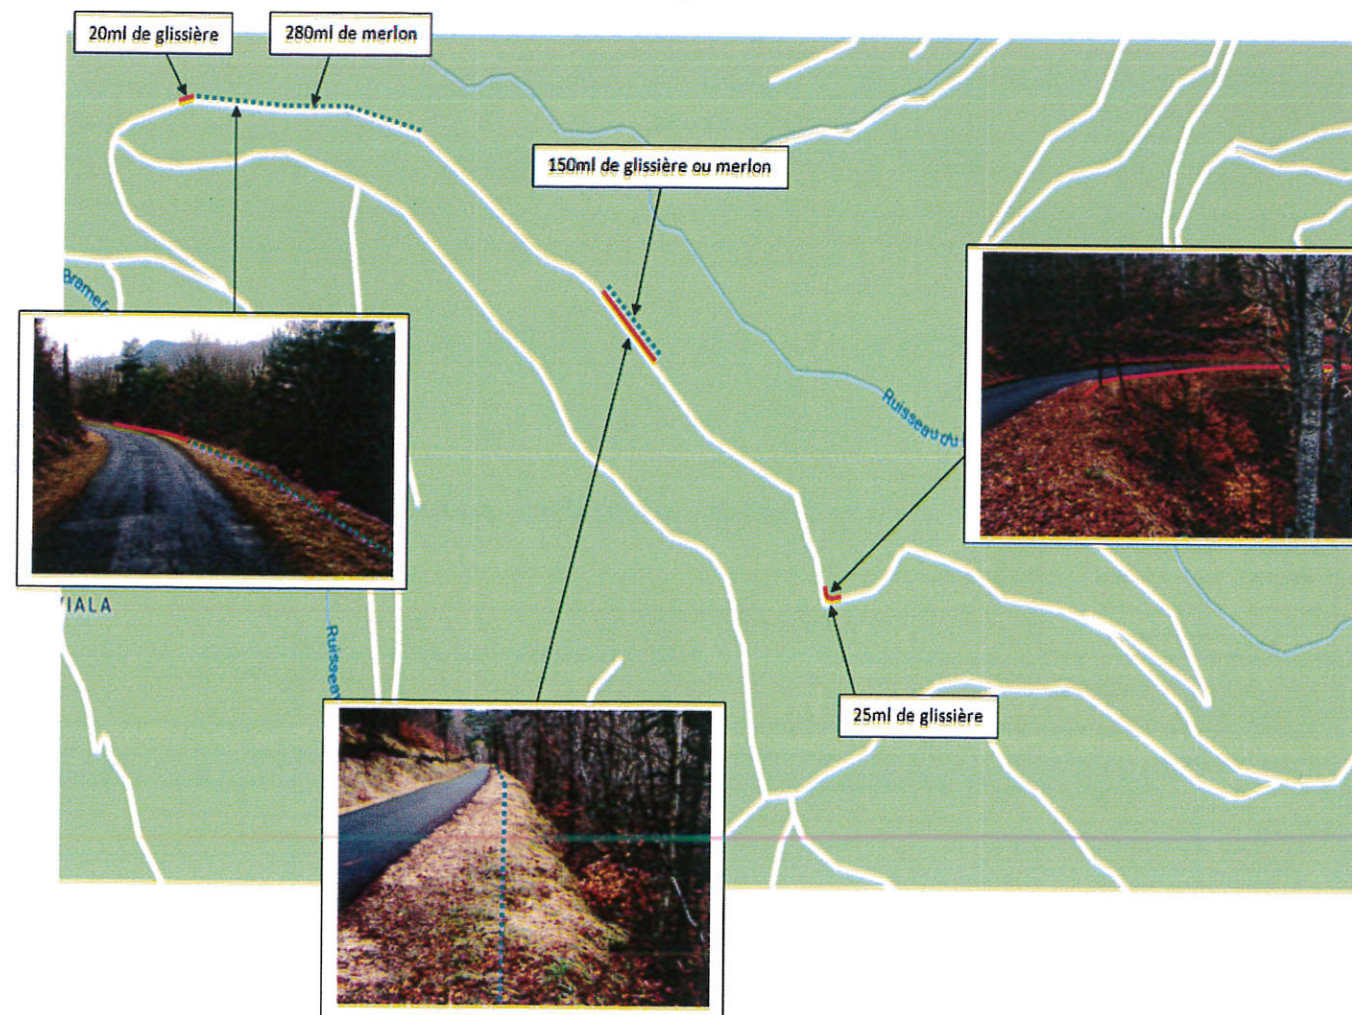 20ml de glissière
280ml de merlon
150ml de glissière ou merlon
Ruisseau du
VIALA
Ruisseau
25ml de glissière